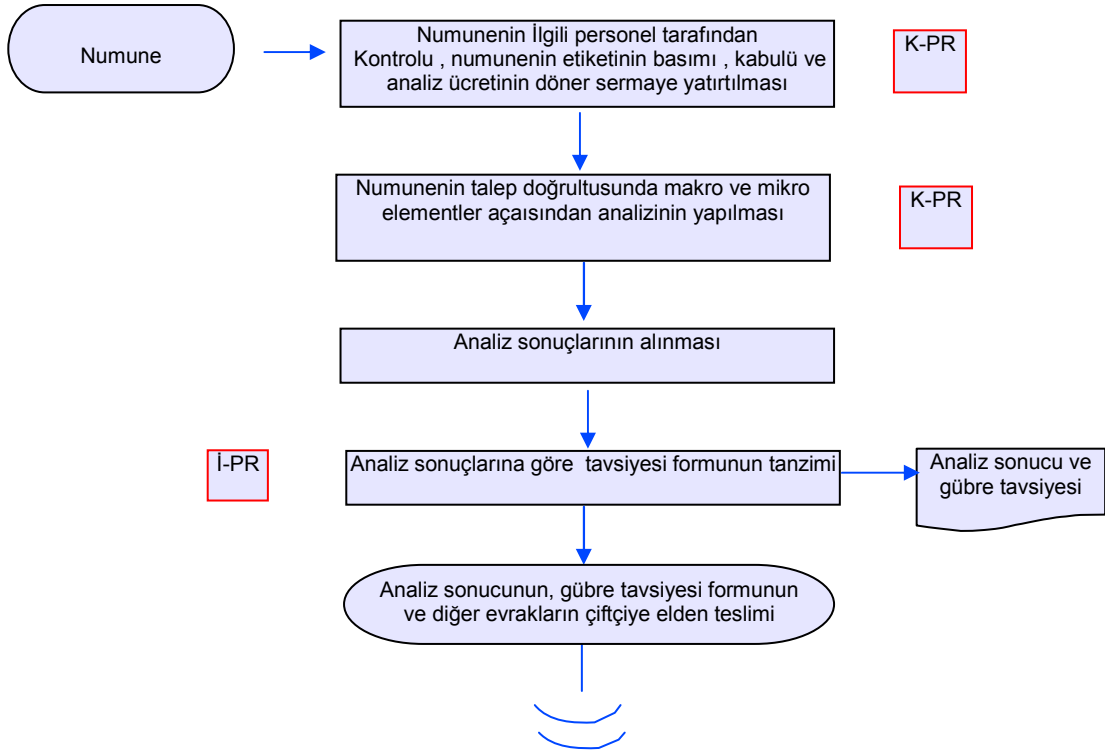 Numune
Numunenin İlgili personel tarafından
Kontrolu , numunenin etiketinin basımı , kabulü ve
analiz ücretinin döner sermaye yatırtılması
K-PR
Numunenin talep doğrultusunda makro ve mikro
elementler açaısından analizinin yapılması
K-PR
Analiz sonuçlarının alınması
İ-PR
Analiz sonuçlarına göre tavsiyesi formunun tanzimi
Analiz sonucu ve
gübre tavsiyesi
Analiz sonucunun, gübre tavsiyesi formunun
ve diğer evrakların çiftçiye elden teslimi